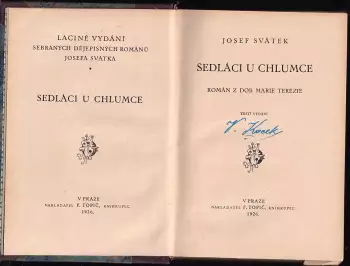 LACINÉ VYDÁNÍ
SEBRANÝCH DĚJEPISNÝCH ROMÁNŮ
JOSEFA SVÁTKA
SEDLÁCI U CHLUMCE
V PRAZE
NAKLADATEL F. TOPIČ, KNIHKUPEC
1926.
JOSEF SVÁTEK
SEDLÁCI U CHLUMCE
ROMÁN Z DOB MARIE TEREZIE
TŘETÍ VYDÁNÍ
V.
V PRAZE
NAKLADATEL F. TOPIČ, KNIHKUPEC
1926